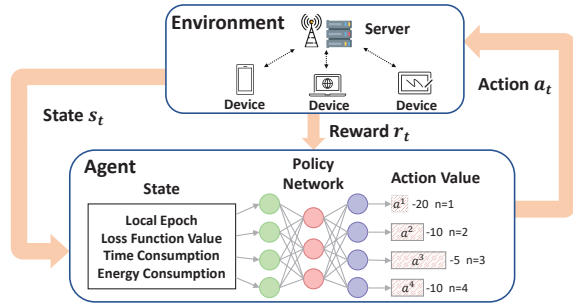 Environment
Server
Device
Device
Device
State s_t
Action a_t
Reward r_t
Agent
State
Policy
Network
Action Value
Local Epoch
Loss Function Value
Time Consumption
Energy Consumption
a^1 -20 n=1
a^2 -10 n=2
a^3 -5 n=3
a^4 -10 n=4